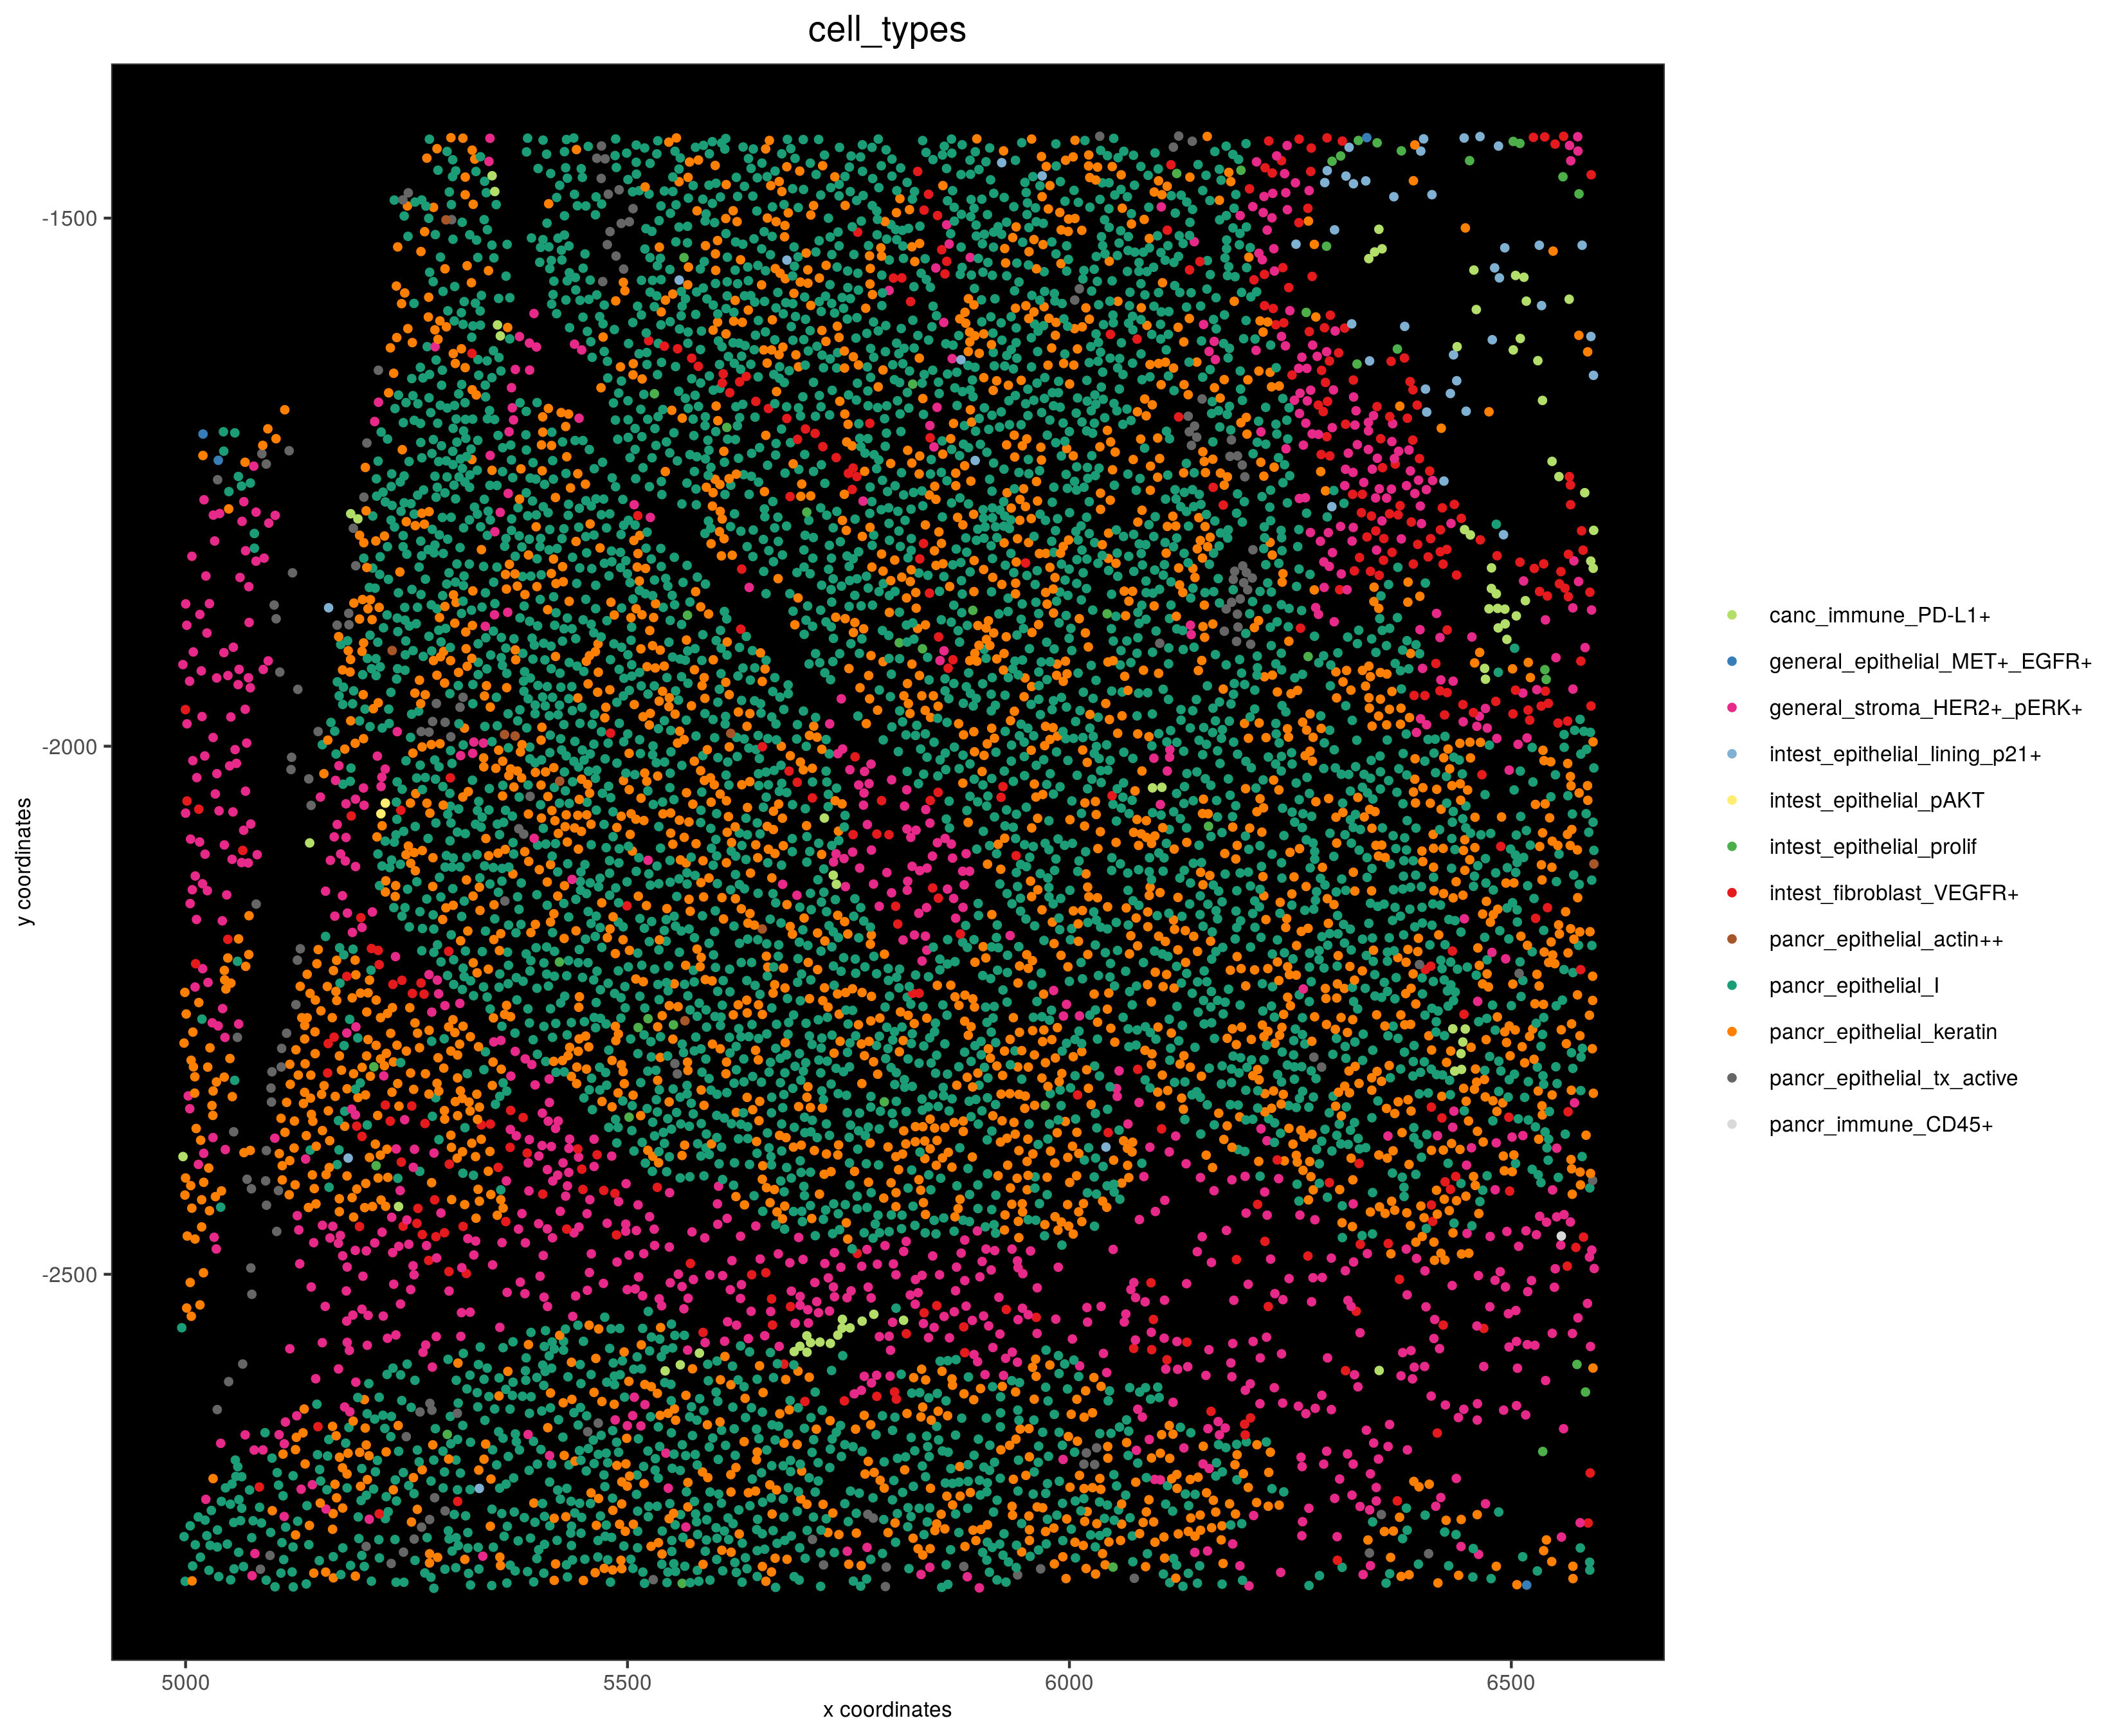 cell_types
-1500
-2000
-2500
y coordinates
5000
5500
6000
6500
x coordinates
canc_immune_PD-L1+
general_epithelial_MET+_EGFR+
general_stroma_HER2+_pERK+
intest_epithelial_lining_p21+
intest_epithelial_pAKT
intest_epithelial_prolif
intest_fibroblast_VEGFR+
pancr_epithelial_actin++
pancr_epithelial_I
pancr_epithelial_keratin
pancr_epithelial_tx_active
pancr_immune_CD45+